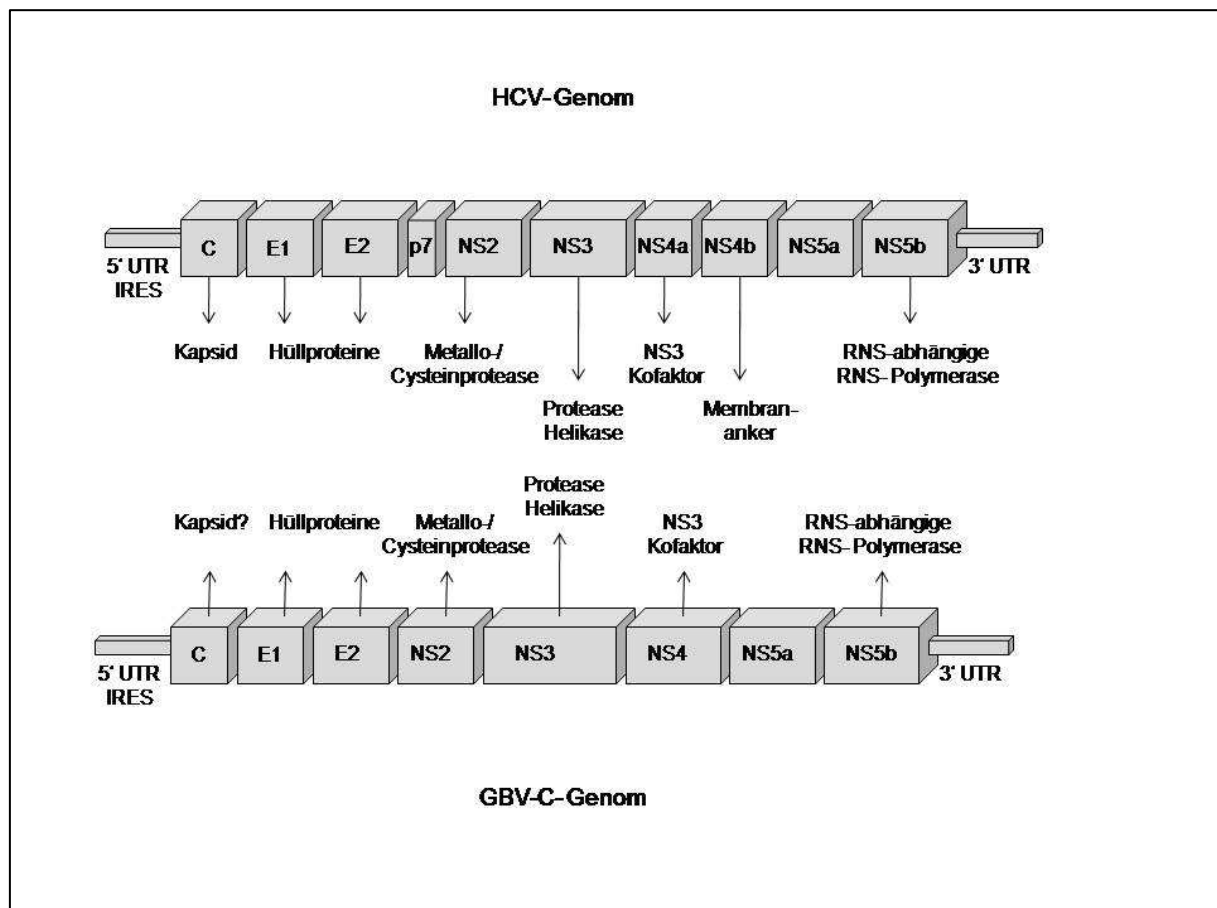 HCV-Genom
C E1 E2 p7 NS2 NS3 NS4a NS4b NS5a NS5b
5' UTR
IRES
3' UTR
Kapsid
Hüllproteine
Metallo-/
Cysteinprotease
Protease
Helikase
NS3
Kofaktor
Membran-
anker
RNS-abhängige
RNS-Polymerase
Kapsid?
Hüllproteine
Metallo-/
Cysteinprotease
Protease
Helikase
NS3
Kofaktor
RNS-abhängige
RNS-Polymerase
C E1 E2 NS2 NS3 NS4 NS5a NS5b
5' UTR
IRES
3' UTR
GBV-C-Genom